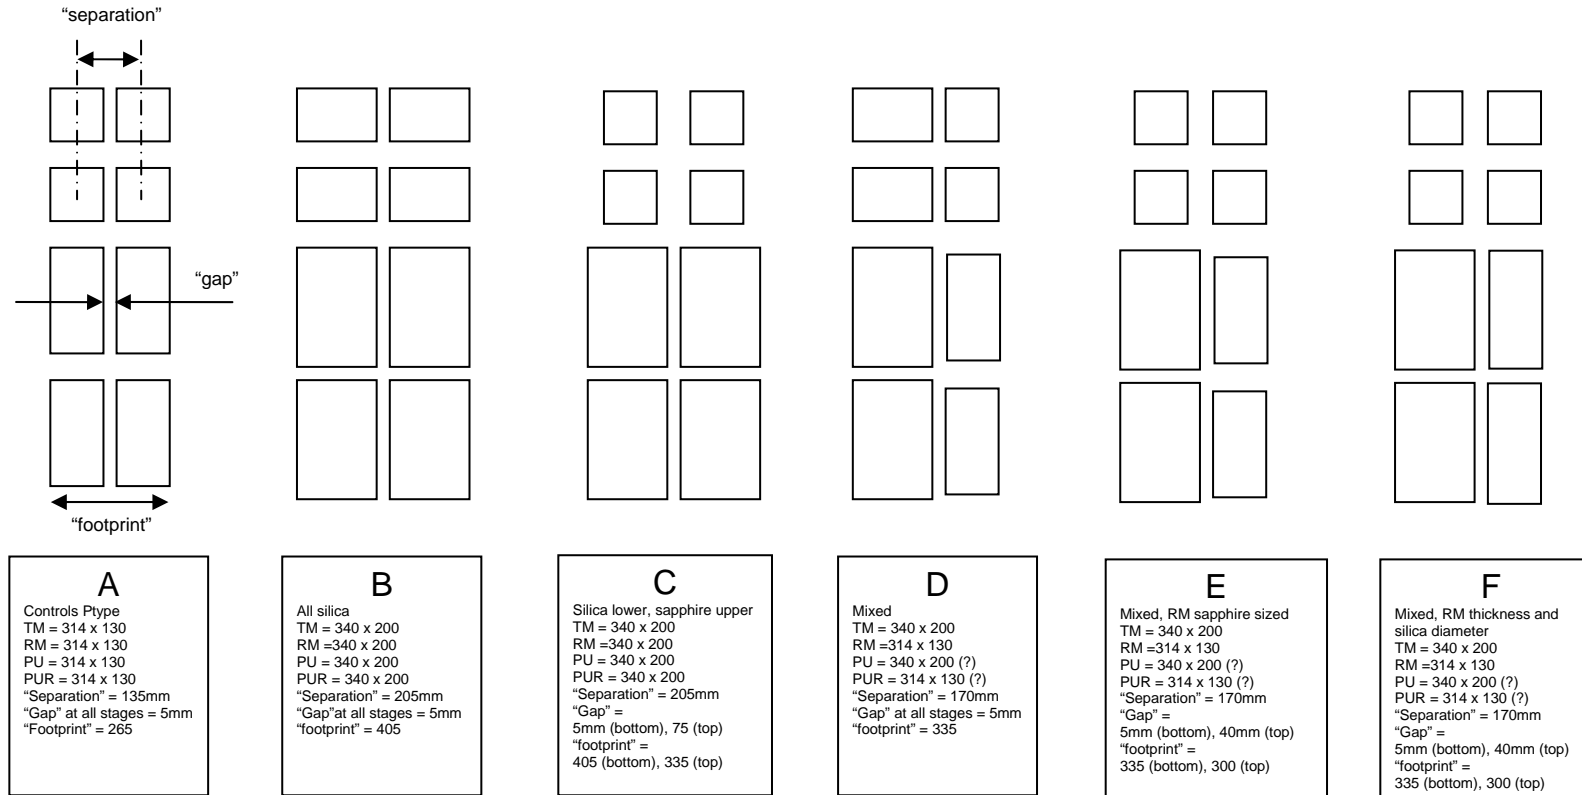 “separation”
“gap”
“footprint”
A
Controls Ptype
TM = 314 x 130
RM = 314 x 130
PU = 314 x 130
PUR = 314 x 130
“Separation” = 135mm
“Gap” at all stages = 5mm
“Footprint” = 265
B
All silica
TM = 340 x 200
RM =340 x 200
PU = 340 x 200
PUR = 340 x 200
“Separation” = 205mm
“Gap”at all stages = 5mm
“footprint” = 405
C
Silica lower, sapphire upper
TM = 340 x 200
RM =340 x 200
PU = 340 x 200
PUR = 340 x 200
“Separation” = 205mm
“Gap” =
5mm (bottom), 75 (top)
“footprint” =
405 (bottom), 335 (top)
D
Mixed
TM = 340 x 200
RM =314 x 130
PU = 340 x 200 (?)
PUR = 314 x 130 (?)
“Separation” = 170mm
“Gap” at all stages = 5mm
“footprint” = 335
E
Mixed, RM sapphire sized
TM = 340 x 200
RM =314 x 130
PU = 340 x 200 (?)
PUR = 314 x 130 (?)
“Separation” = 170mm
“Gap” =
5mm (bottom), 40mm (top)
“footprint” =
335 (bottom), 300 (top)
F
Mixed, RM thickness and
silica diameter
TM = 340 x 200
RM =314 x 130
PU = 340 x 200 (?)
PUR = 314 x 130 (?)
“Separation” = 170mm
“Gap” =
5mm (bottom), 40mm (top)
“footprint” =
335 (bottom), 300 (top)